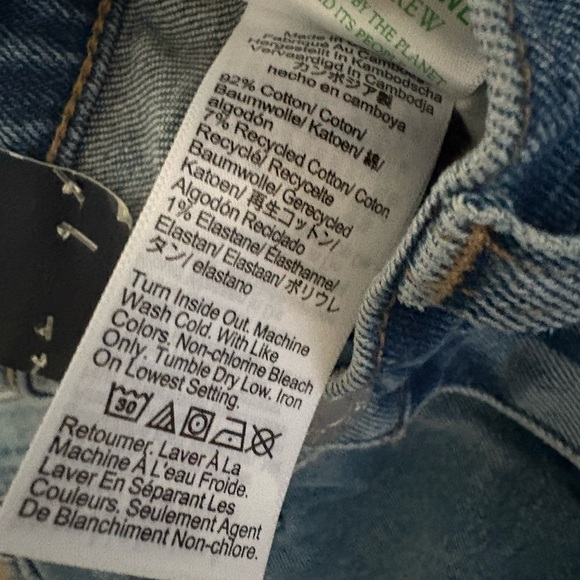 REW
BY THE PLANET
D ITS PEOP
Made in
Fabriqué Au Cambodge
Hergestellt in Kambodscha
Vervaardigd in Cambodja
カンボジア製
hecho en camboya
92% Cotton/ Coton/
Baumwolle/ Katoen/ 綿/
algodón
7% Recycled Cotton/ Coton
Recyclé/ Recycelte
Baumwolle/ Gerecycled
Katoen/ 再生コットン/
Algodón Reciclado
1% Elastane/ Élasthanne/
Elastan/ Elastaan/ ポリウレ
タン/ elastano
Turn Inside Out. Machine
Wash Cold. With Like
Colors. Non-chlorine Bleach
Only. Tumble Dry Low. Iron
On Lowest Setting.
30
Retourner. Laver À La
Machine À L'eau Froide.
Laver En Séparant Les
Couleurs. Seulement Agent
De Blanchiment Non-chlore.